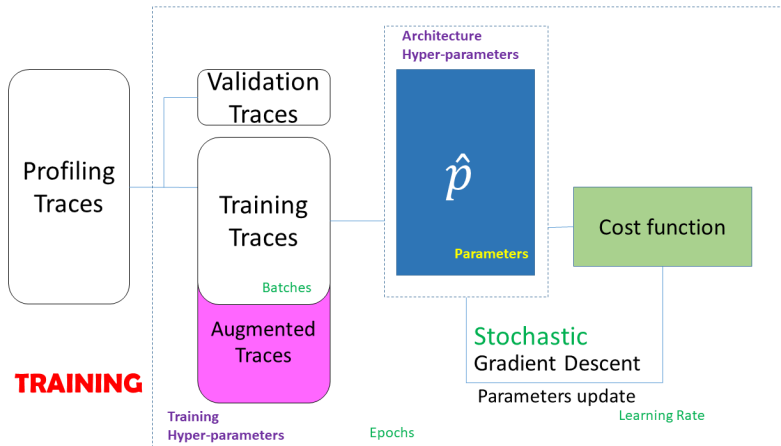 Architecture
Hyper-parameters
Validation
Traces
Profiling
Traces
p̂
Training
Traces
Cost function
Parameters
Batches
Augmented
Traces
Stochastic
Gradient Descent
TRAINING
Parameters update
Training
Hyper-parameters
Epochs
Learning Rate